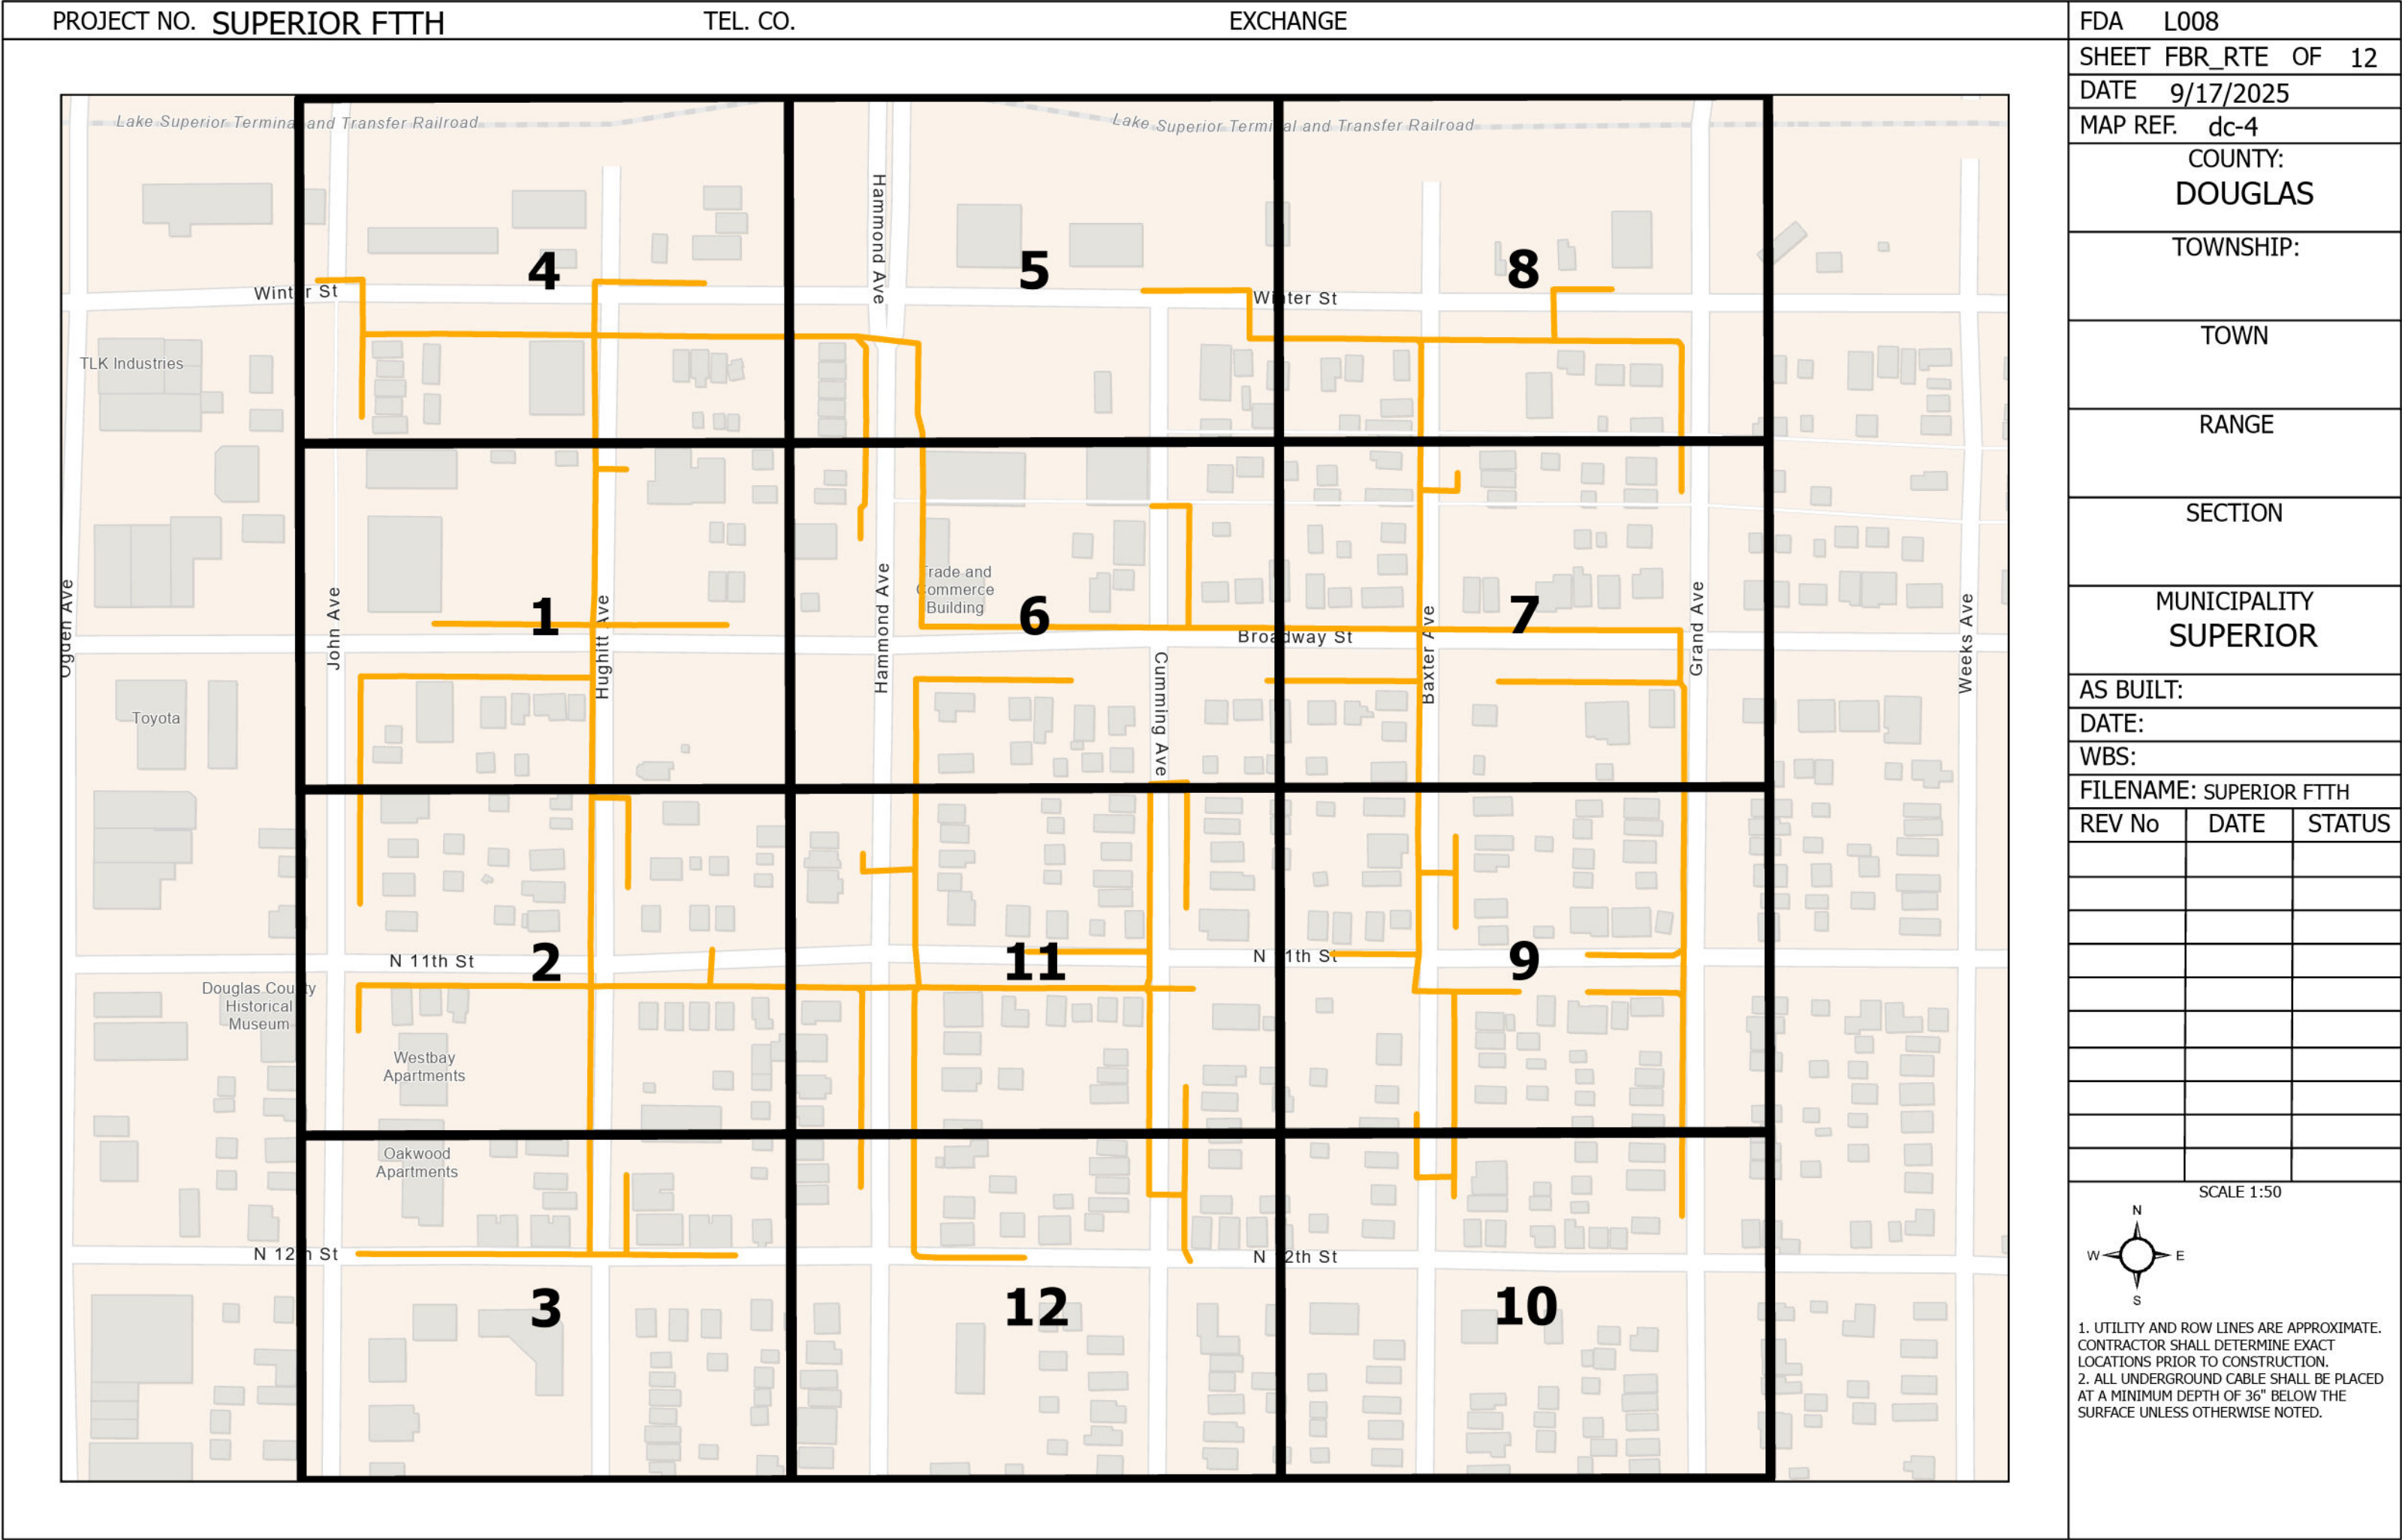 PROJECT NO. SUPERIOR FTTH TEL. CO. EXCHANGE
FDA L008
SHEET FBR_RTE OF 12
DATE 9/17/2025
MAP REF. dc-4
COUNTY:
DOUGLAS
TOWNSHIP:
TOWN
RANGE
SECTION
MUNICIPALITY
SUPERIOR
AS BUILT:
DATE:
WBS:
FILENAME: SUPERIOR FTTH
REV No DATE STATUS
SCALE 1:50
N
W E
S
1. UTILITY AND ROW LINES ARE APPROXIMATE.
CONTRACTOR SHALL DETERMINE EXACT
LOCATIONS PRIOR TO CONSTRUCTION.
2. ALL UNDERGROUND CABLE SHALL BE PLACED
AT A MINIMUM DEPTH OF 36" BELOW THE
SURFACE UNLESS OTHERWISE NOTED.
Lake Superior Terminal and Transfer Railroad
Lake Superior Terminal and Transfer Railroad
Hammond Ave
4
5
8
Winter St
Winter St
TLK Industries
Trade and
Commerce
Building
1
6
7
Ogden Ave
John Ave
Hughitt Ave
Hammond Ave
Broadway St
Baxter Ave
Grand Ave
Weeks Ave
Cumming Ave
Toyota
N 11th St
2
11
N 11th St
9
Douglas County
Historical
Museum
Westbay
Apartments
Oakwood
Apartments
N 12th St
N 12th St
3
12
10